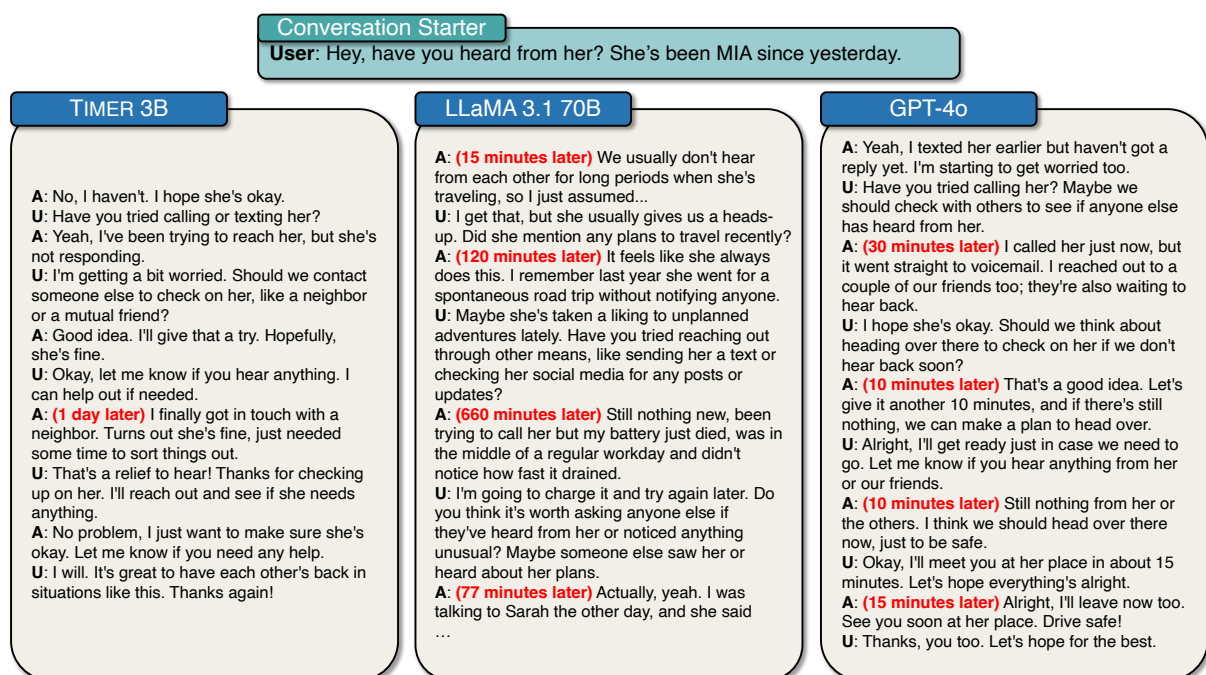 Conversation Starter
User: Hey, have you heard from her? She's been MIA since yesterday.
TIMER 3B
A: No, I haven't. I hope she's okay.
U: Have you tried calling or texting her?
A: Yeah, I've been trying to reach her, but she's
not responding.
U: I'm getting a bit worried. Should we contact
someone else to check on her, like a neighbor
or a mutual friend?
A: Good idea. I'll give that a try. Hopefully,
she's fine.
U: Okay, let me know if you hear anything. I
can help out if needed.
A: (1 day later) I finally got in touch with a
neighbor. Turns out she's fine, just needed
some time to sort things out.
U: That's a relief to hear! Thanks for checking
up on her. I'll reach out and see if she needs
anything.
A: No problem, I just want to make sure she's
okay. Let me know if you need any help.
U: I will. It's great to have each other's back in
situations like this. Thanks again!
LLaMA 3.1 70B
A: (15 minutes later) We usually don't hear
from each other for long periods when she's
traveling, so I just assumed...
U: I get that, but she usually gives us a heads-
up. Did she mention any plans to travel recently?
A: (120 minutes later) It feels like she always
does this. I remember last year she went for a
spontaneous road trip without notifying anyone.
U: Maybe she's taken a liking to unplanned
adventures lately. Have you tried reaching out
through other means, like sending her a text or
checking her social media for any posts or
updates?
A: (660 minutes later) Still nothing new, been
trying to call her but my battery just died, was in
the middle of a regular workday and didn't
notice how fast it drained.
U: I'm going to charge it and try again later. Do
you think it's worth asking anyone else if
they've heard from her or noticed anything
unusual? Maybe someone else saw her or
heard about her plans.
A: (77 minutes later) Actually, yeah. I was
talking to Sarah the other day, and she said
…
GPT-4o
A: Yeah, I texted her earlier but haven't got a
reply yet. I'm starting to get worried too.
U: Have you tried calling her? Maybe we
should check with others to see if anyone else
has heard from her.
A: (30 minutes later) I called her just now, but
it went straight to voicemail. I reached out to a
couple of our friends too; they're also waiting to
hear back.
U: I hope she's okay. Should we think about
heading over there to check on her if we don't
hear back soon?
A: (10 minutes later) That's a good idea. Let's
give it another 10 minutes, and if there's still
nothing, we can make a plan to head over.
U: Alright, I'll get ready just in case we need to
go. Let me know if you hear anything from her
or our friends.
A: (10 minutes later) Still nothing from her or
the others. I think we should head over there
now, just to be safe.
U: Okay, I'll meet you at her place in about 15
minutes. Let's hope everything's alright.
A: (15 minutes later) Alright, I'll leave now too.
See you soon at her place. Drive safe!
U: Thanks, you too. Let's hope for the best.